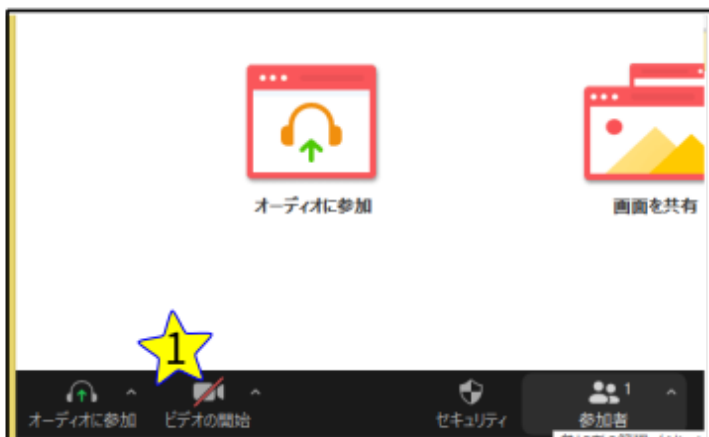 オーディオに参加
画面を共有
1
オーディオに参加
ビデオの開始
セキュリティ
参加者
1